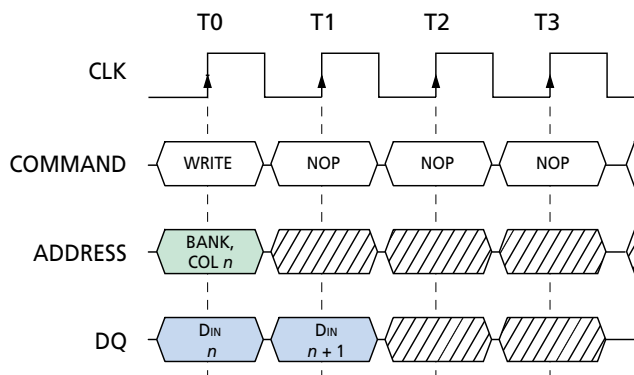 T0 T1 T2 T3
CLK
COMMAND WRITE NOP NOP NOP
ADDRESS BANK,
COL n
DQ DIN DIN
n n + 1